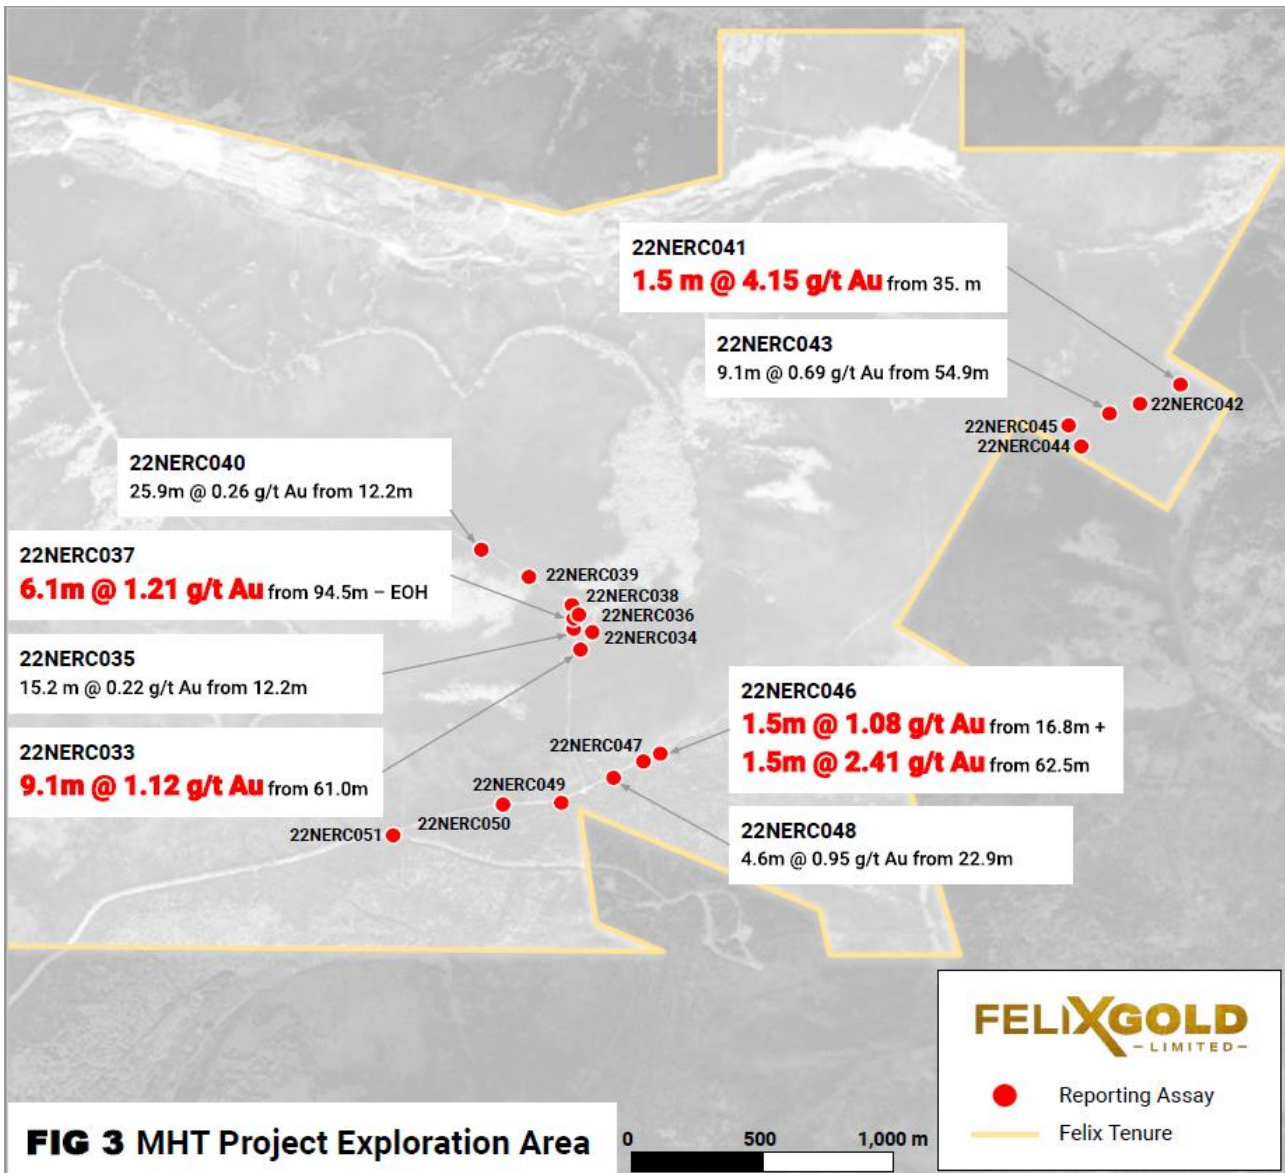 22NERC041
1.5 m @ 4.15 g/t Au from 35. m
22NERC043
9.1m @ 0.69 g/t Au from 54.9m
22NERC042
22NERC045
22NERC044
22NERC040
25.9m @ 0.26 g/t Au from 12.2m
22NERC037
6.1m @ 1.21 g/t Au from 94.5m – EOH
22NERC039
22NERC038
22NERC036
22NERC034
22NERC035
15.2 m @ 0.22 g/t Au from 12.2m
22NERC033
9.1m @ 1.12 g/t Au from 61.0m
22NERC046
1.5m @ 1.08 g/t Au from 16.8m +
1.5m @ 2.41 g/t Au from 62.5m
22NERC047
22NERC049
22NERC050
22NERC051
22NERC048
4.6m @ 0.95 g/t Au from 22.9m
FELIXGOLD
-LIMITED-
Reporting Assay
Felix Tenure
FIG 3 MHT Project Exploration Area
0 500 1,000 m